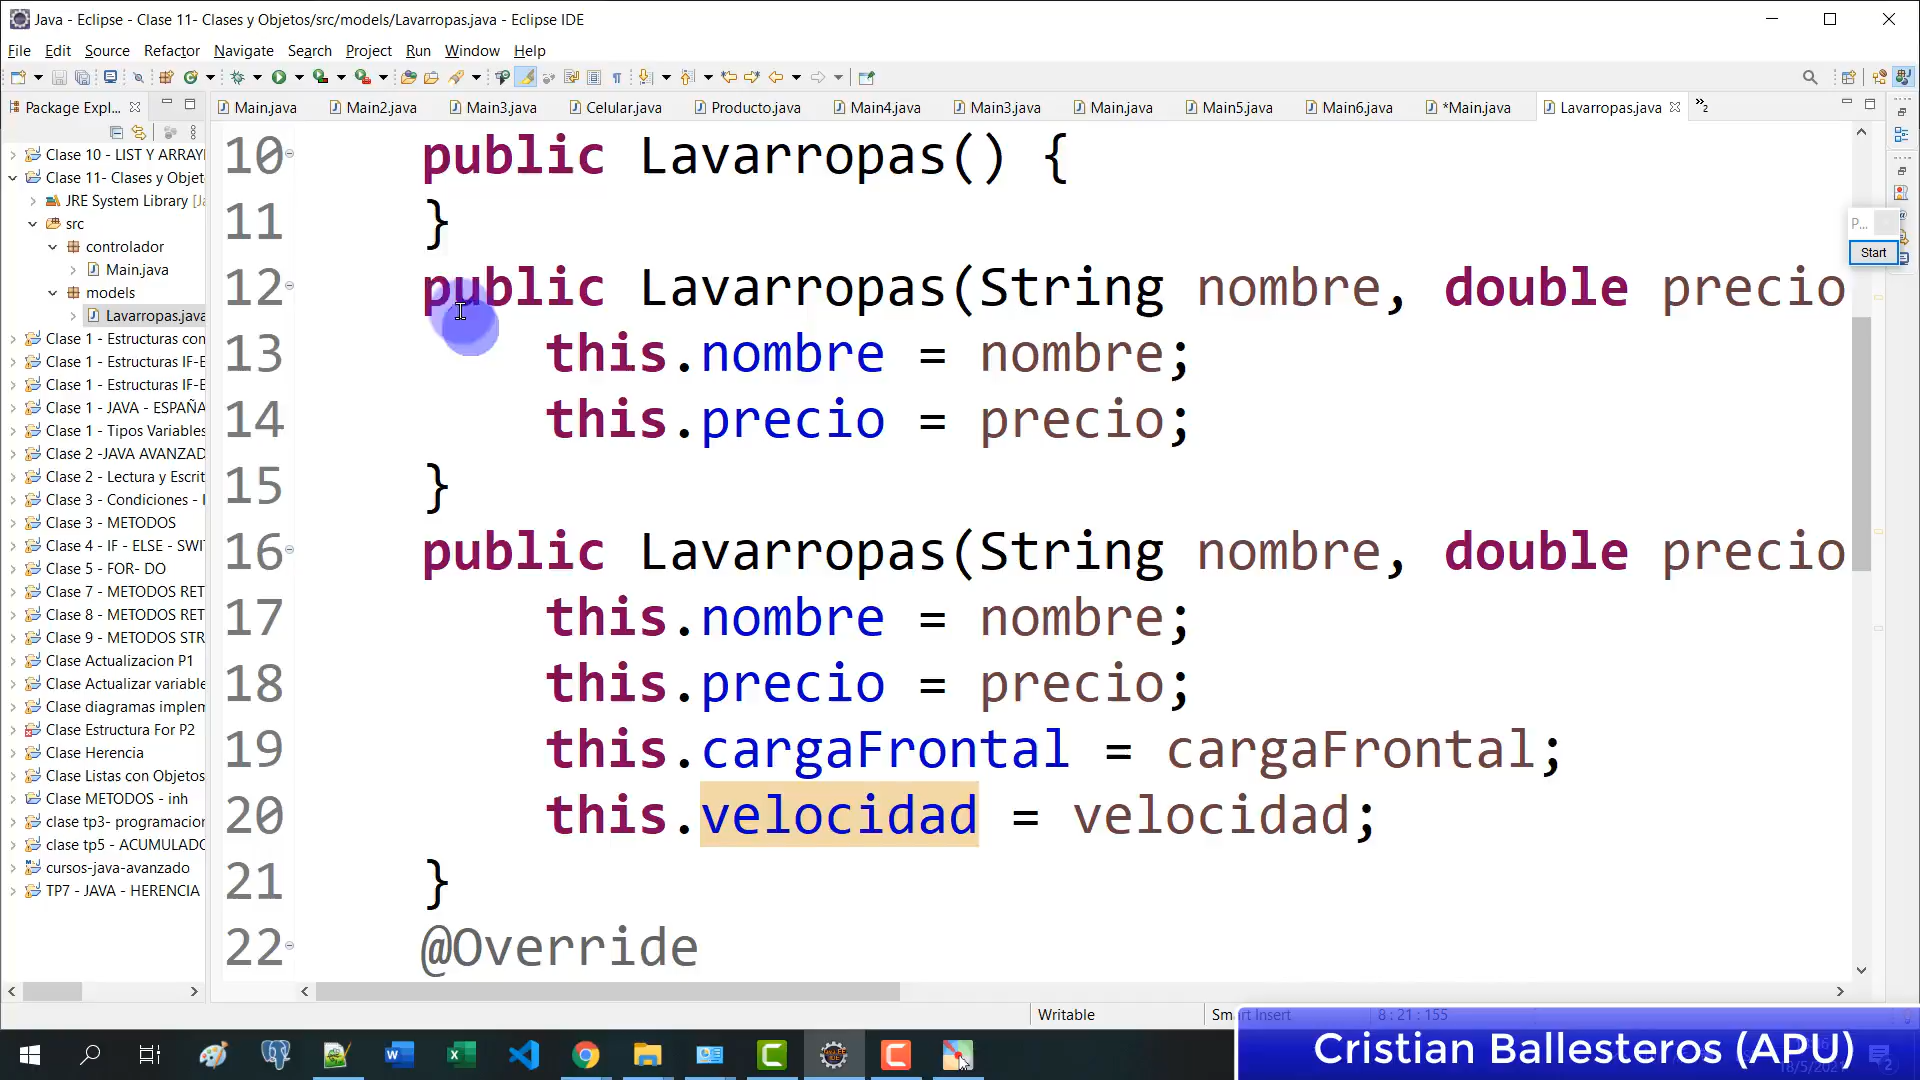 Java - Eclipse - Clase 11- Clases y Objetos/src/models/Lavarropas.java - Eclipse IDE
File Edit Source Refactor Navigate Search Project Run Window Help
Package Expl...
Main.java Main2.java Main3.java Celular.java Producto.java Main4.java Main3.java Main.java Main5.java Main6.java *Main.java Lavarropas.java »2
Clase 10 - LIST Y ARRAYI
Clase 11- Clases y Objet
JRE System Library [Ja
src
controlador
Main.java
models
Lavarropas.java
Clase 1 - Estructuras con
Clase 1 - Estructuras IF-E
Clase 1 - Estructuras IF-E
Clase 1 - JAVA - ESPAÑA
Clase 1 - Tipos Variables
Clase 2 -JAVA AVANZAD
Clase 2 - Lectura y Escrit
Clase 3 - Condiciones - I
Clase 3 - METODOS
Clase 4 - IF - ELSE - SWI
Clase 5 - FOR- DO
Clase 7 - METODOS RET
Clase 8 - METODOS RET
Clase 9 - METODOS STR
Clase Actualizacion P1
Clase Actualizar variable
Clase diagramas implem
Clase Estructura For P2
Clase Herencia
Clase Listas con Objetos
Clase METODOS - inh
clase tp3- programacior
clase tp5 - ACUMULADO
cursos-java-avanzado
TP7 - JAVA - HERENCIA
10 public Lavarropas() {
11 }
12 public Lavarropas(String nombre, double precio
13 this.nombre = nombre;
14 this.precio = precio;
15 }
16 public Lavarropas(String nombre, double precio
17 this.nombre = nombre;
18 this.precio = precio;
19 this.cargaFrontal = cargaFrontal;
20 this.velocidad = velocidad;
21 }
22 @Override
P...
Start
Writable Smart Insert 8 : 21 : 155
Cristian Ballesteros (APU)